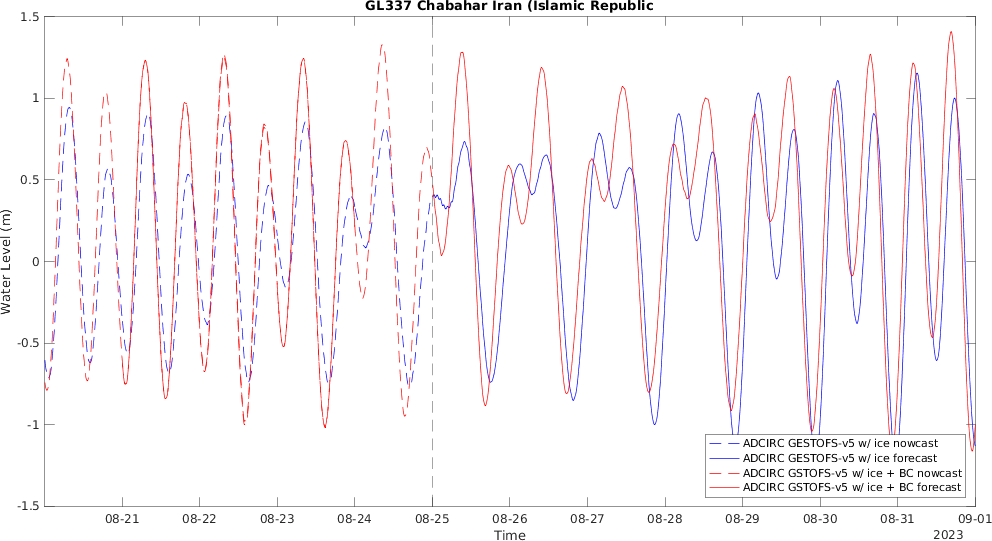 GL337 Chabahar Iran (Islamic Republic
1.5
1
0.5
0
-0.5
-1
-1.5
Water Level (m)
ADCIRC GESTOFS-v5 w/ ice nowcast
ADCIRC GESTOFS-v5 w/ ice forecast
ADCIRC GSTOFS-v5 w/ ice + BC nowcast
ADCIRC GSTOFS-v5 w/ ice + BC forecast
08-21 08-22 08-23 08-24 08-25 08-26 08-27 08-28 08-29 08-30 08-31 09-01
Time
2023